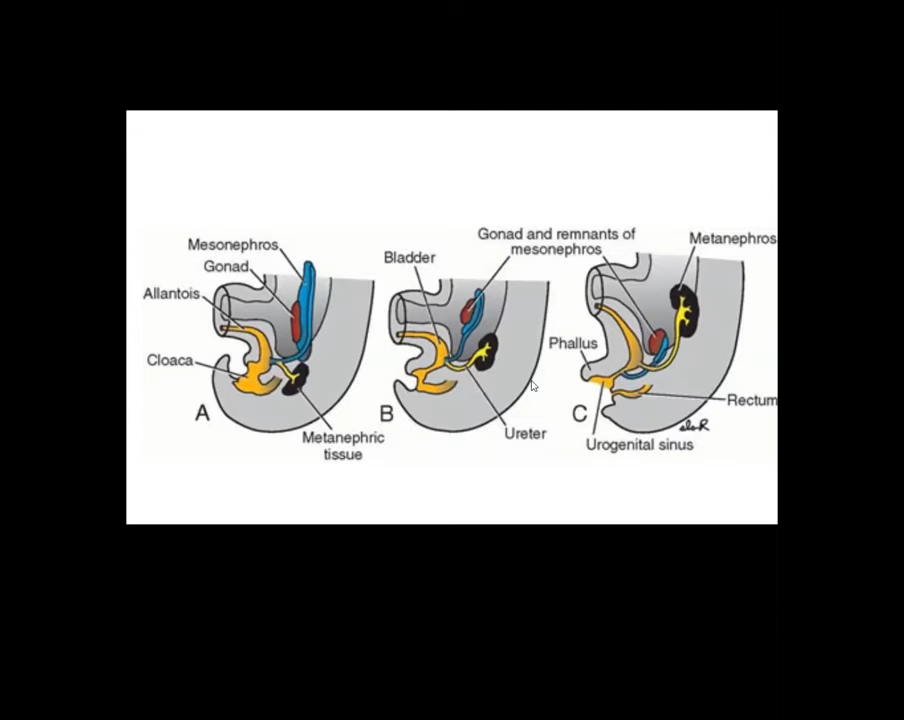 Mesonephros
Gonad
Allantois
Cloaca
A
Metanephric
tissue
Bladder
B
Ureter
Gonad and remnants of
mesonephros
Metanephros
Phallus
C
Rectum
Urogenital sinus